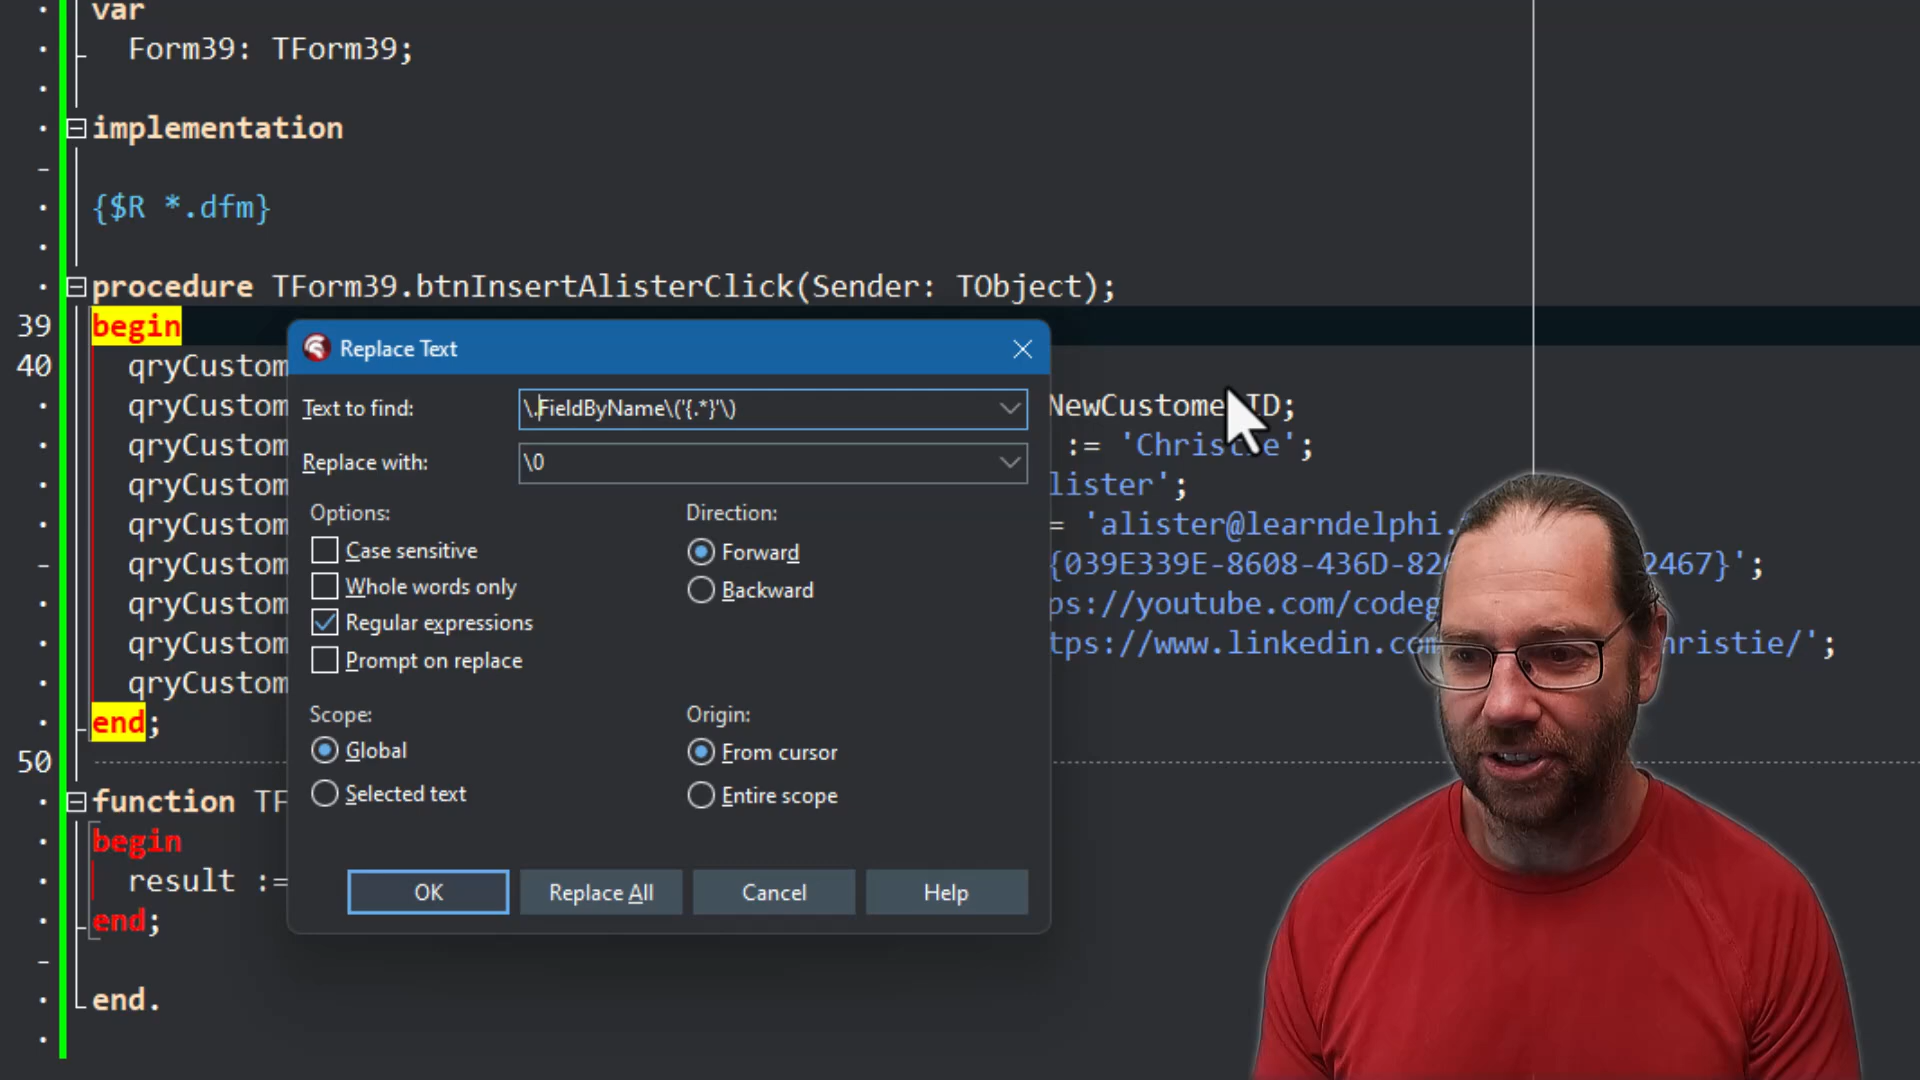 var
Form39: TForm39;
implementation
{$R *.dfm}
procedure TForm39.btnInsertAlisterClick(Sender: TObject);
39 begin
40 qryCustom
qryCustom NewCustome ID;
qryCustom := 'Christie';
qryCustom lister';
qryCustom = 'alister@learndelphi.
qryCustom {039E339E-8608-436D-82 2467}';
qryCustom ps://youtube.com/codeg
qryCustom tps://www.linkedin.com hristie/';
qryCustom
end;
50
function TF
begin
result :=
end;
end.
Replace Text
Text to find: \.FieldByName\('{.*}'\)
Replace with: \0
Options:
Case sensitive
Whole words only
Regular expressions
Prompt on replace
Direction:
Forward
Backward
Scope:
Global
Selected text
Origin:
From cursor
Entire scope
OK Replace All Cancel Help